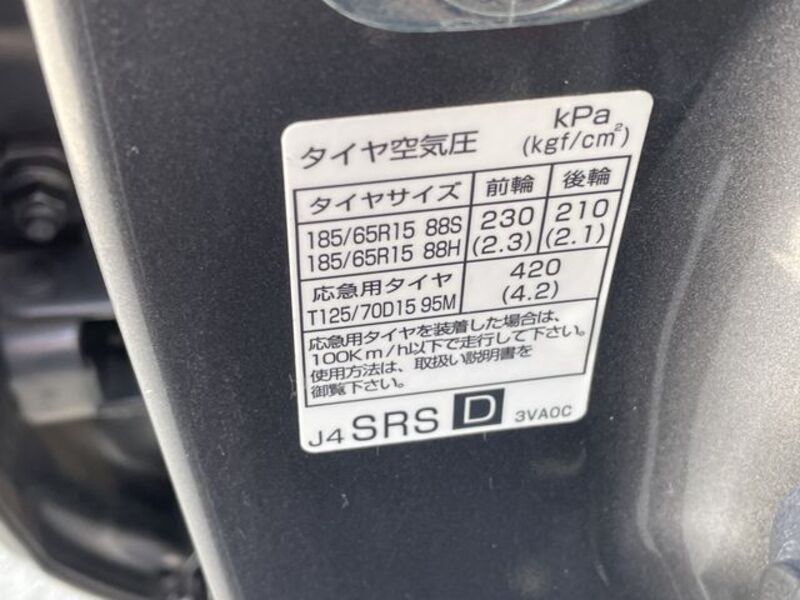 タイヤ空気圧 kPa
(kgf/cm²)
タイヤサイズ 前輪 後輪
185/65R15 88S 230 210
185/65R15 88H (2.3) (2.1)
応急用タイヤ 420
T125/70D15 95M (4.2)
応急用タイヤを装着した場合は、
100Km/h以下で走行して下さい。
使用方法は、取扱い説明書を
御覧下さい。
J4 SRS D 3VA0C